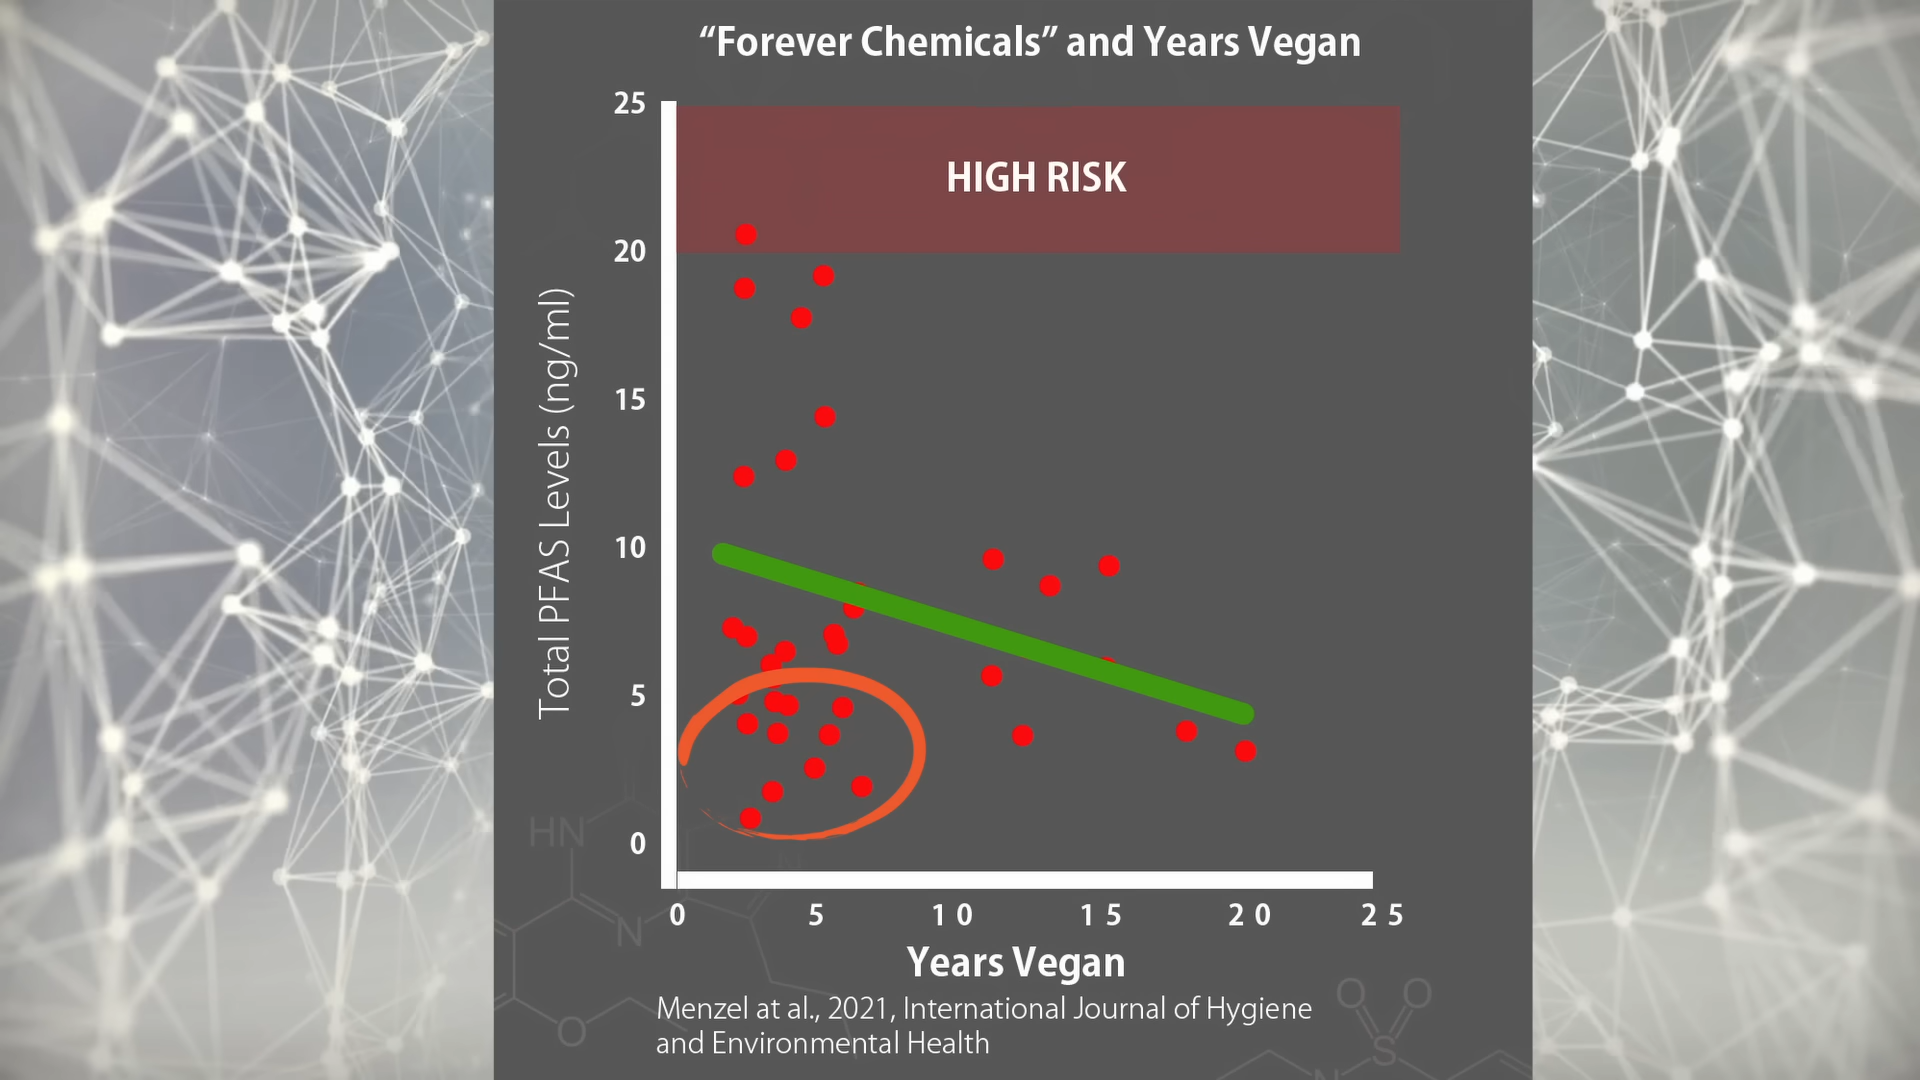 “Forever Chemicals” and Years Vegan
25
HIGH RISK
20
15
10
5
0
Total PFAS Levels (ng/ml)
0 5 10 15 20 25
Years Vegan
Menzel at al., 2021, International Journal of Hygiene
and Environmental Health
HN
N
O
O O
S
N